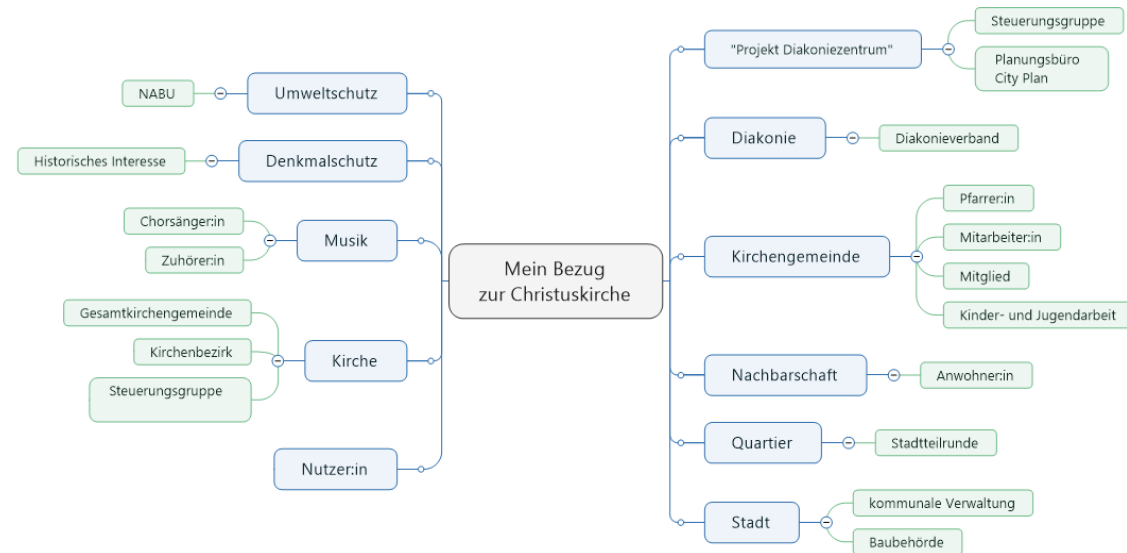 Mein Bezug
zur Christuskirche
"Projekt Diakoniezentrum"
Steuerungsgruppe
Planungsbüro
City Plan
Diakonie
Diakonieverband
Kirchengemeinde
Pfarrer:in
Mitarbeiter:in
Mitglied
Kinder- und Jugendarbeit
Nachbarschaft
Anwohner:in
Quartier
Stadtteilrunde
Stadt
kommunale Verwaltung
Baubehörde
Umweltschutz
NABU
Denkmalschutz
Historisches Interesse
Musik
Chorsänger:in
Zuhörer:in
Kirche
Gesamtkirchengemeinde
Kirchenbezirk
Steuerungsgruppe
Nutzer:in